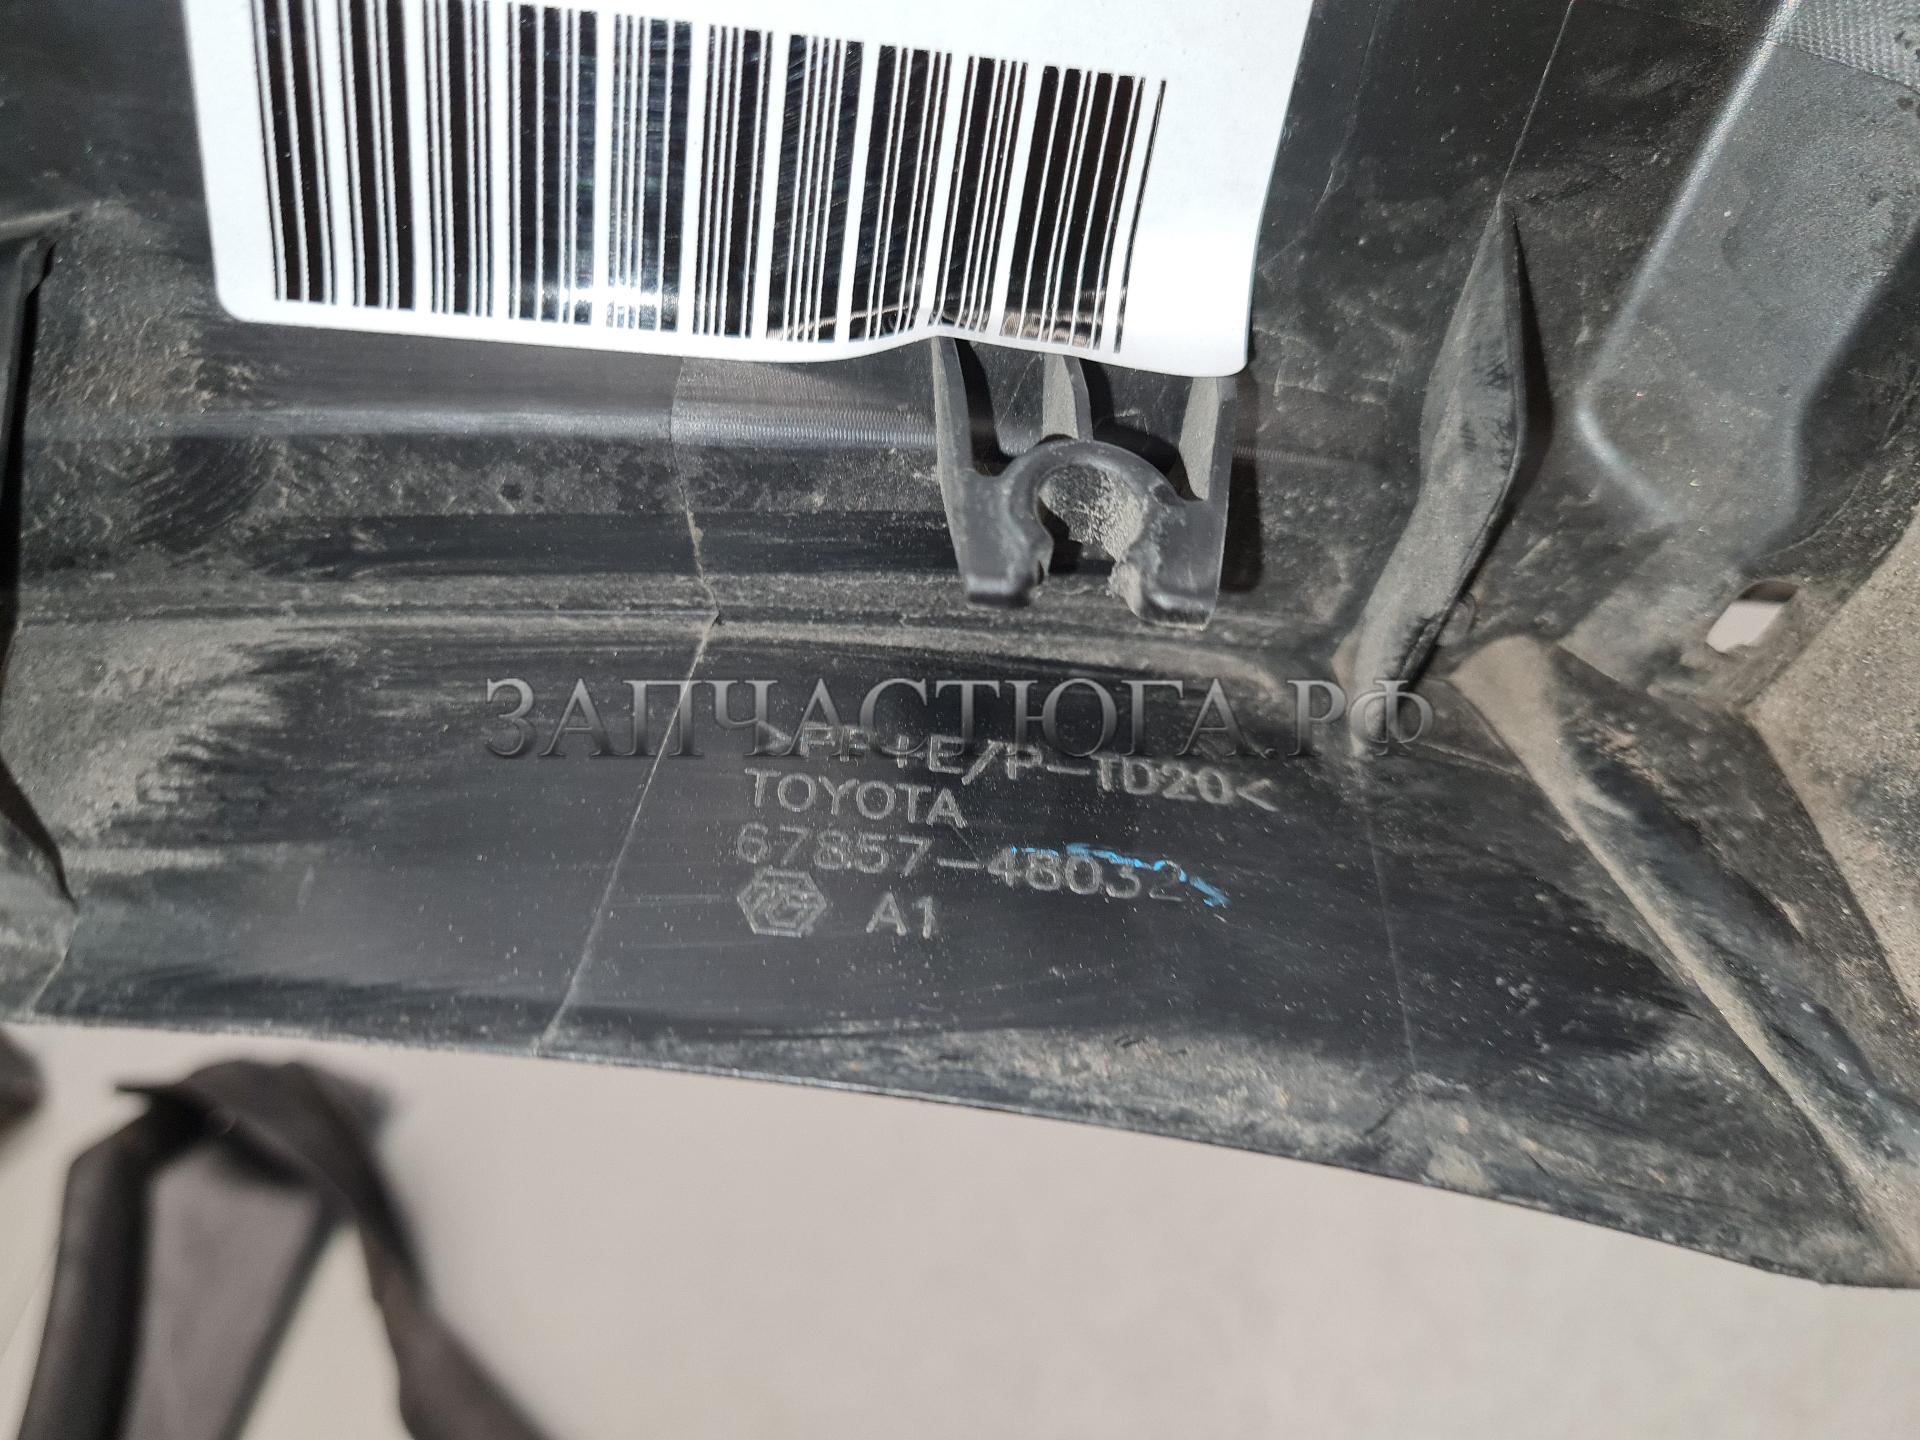 ЗАПЧАСТЮГА.РФ
>PP+E/P-TD20<
TOYOTA
67857-48032
A1